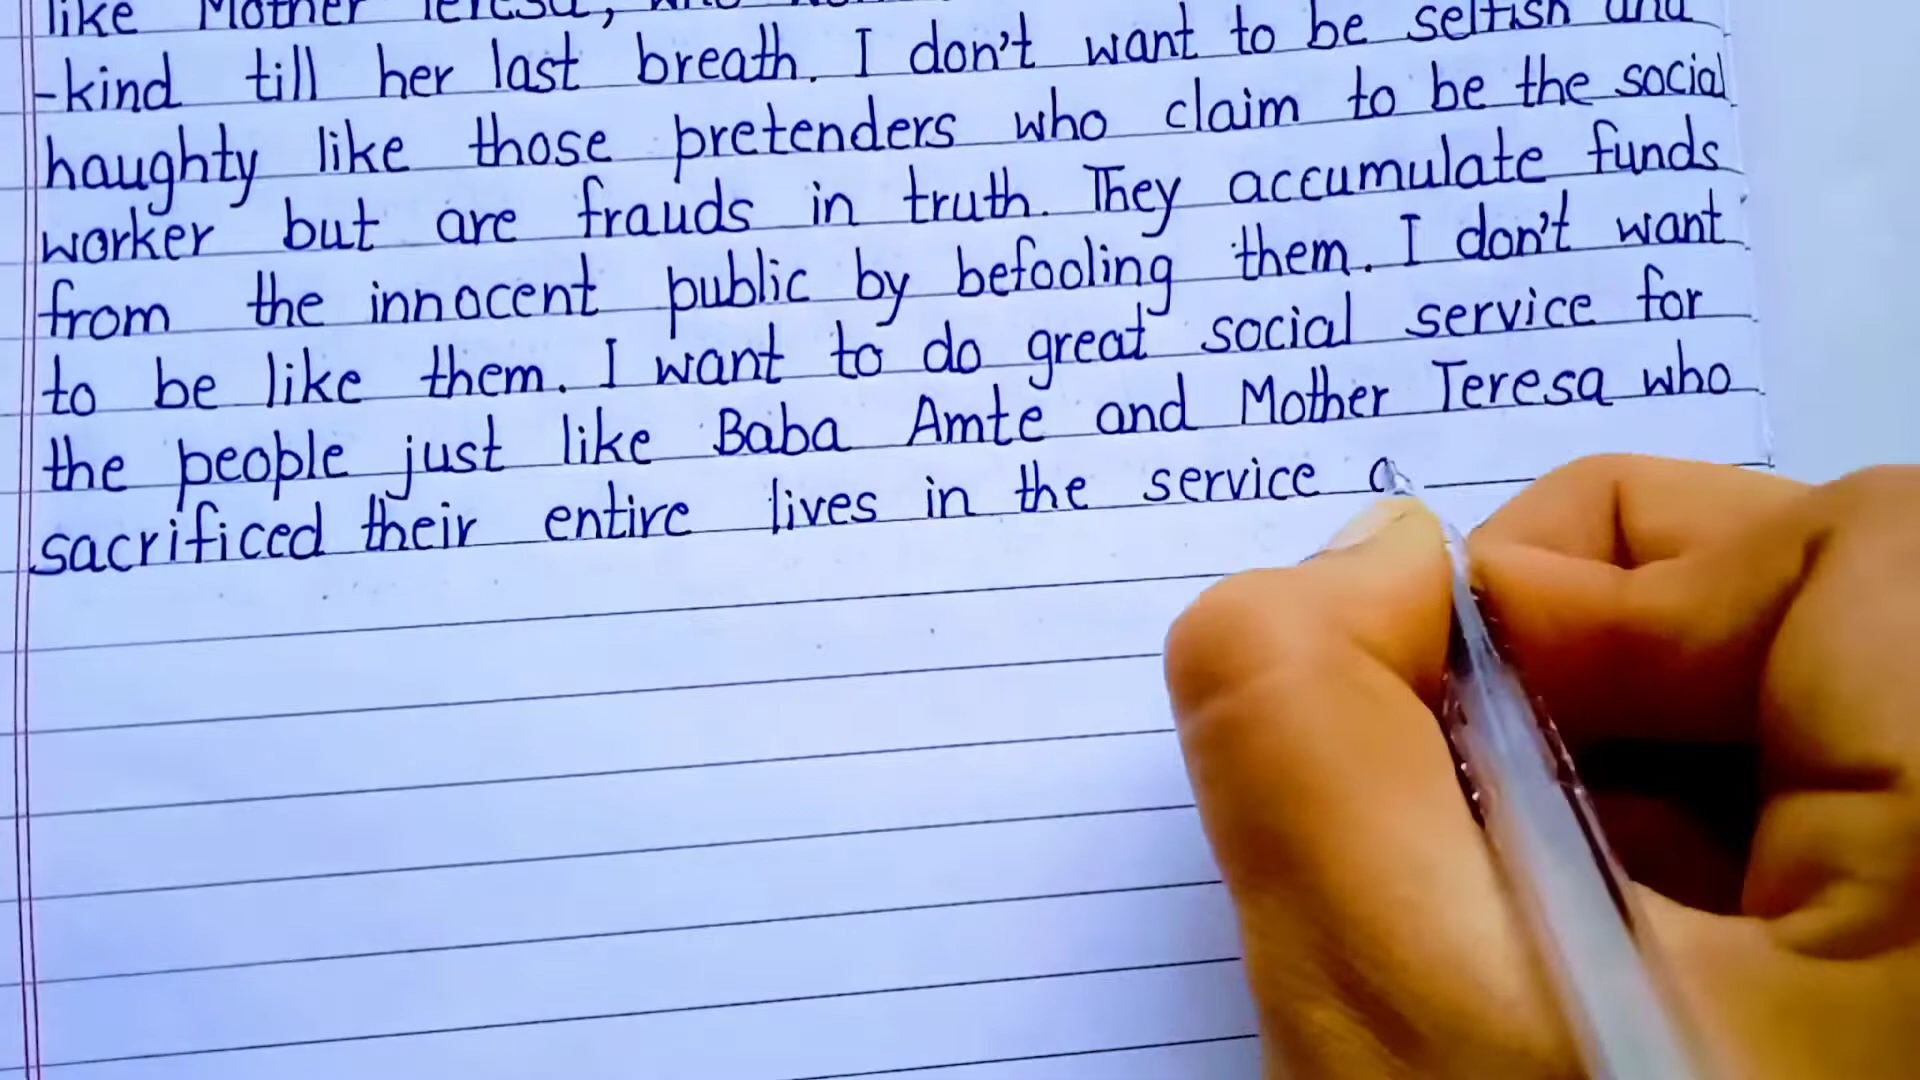 like Mother Teresa, who
-kind till her last breath. I don't want to be selfish and
haughty like those pretenders who claim to be the social
worker but are frauds in truth. They accumulate funds
from the innocent public by befooling them. I don't want
to be like them. I want to do great social service for
the people just like Baba Amte and Mother Teresa who
sacrificed their entire lives in the service